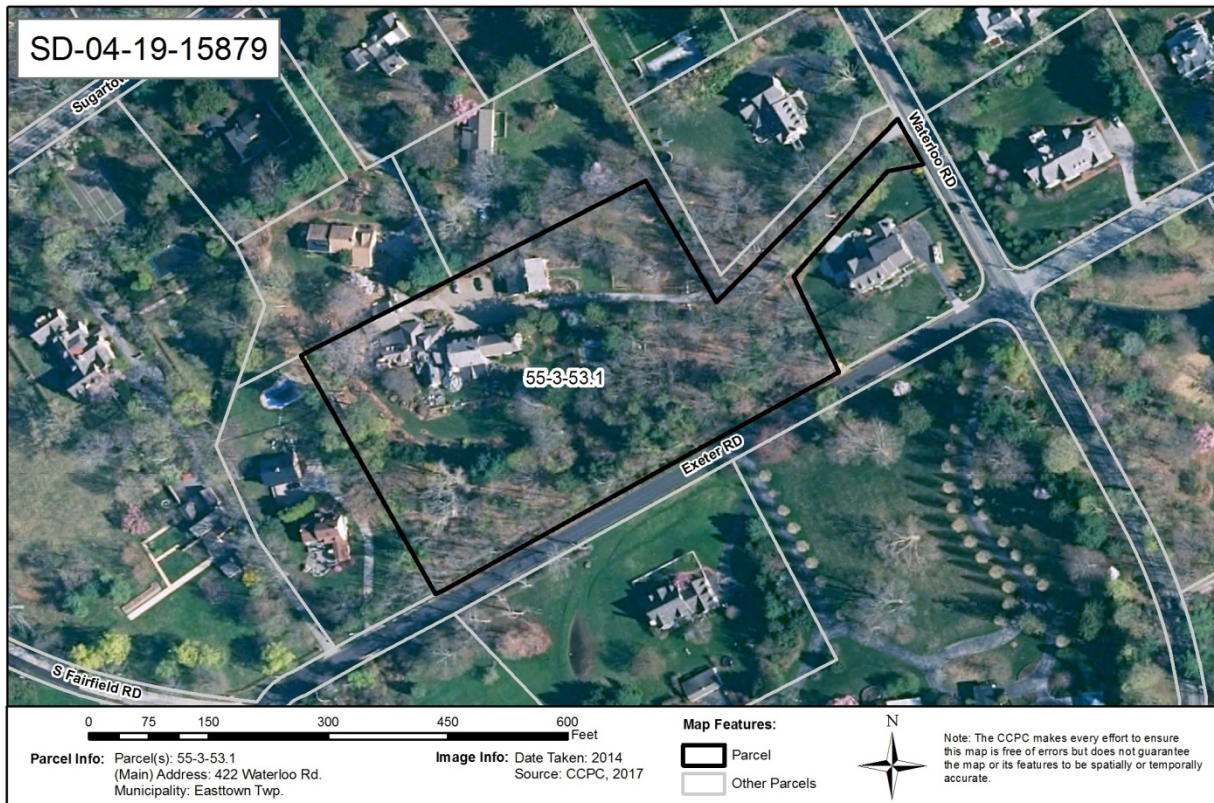 SD-04-19-15879
Waterloo RD
55-3-53.1
Exeter RD
S Fairfield RD
0 75 150 300 450 600
Feet
Parcel Info: Parcel(s): 55-3-53.1
(Main) Address: 422 Waterloo Rd.
Municipality: Easttown Twp.
Image Info: Date Taken: 2014
Source: CCPC, 2017
Map Features:
Parcel
Other Parcels
N
Note: The CCPC makes every effort to ensure
this map is free of errors but does not guarantee
the map or its features to be spatially or temporally
accurate.